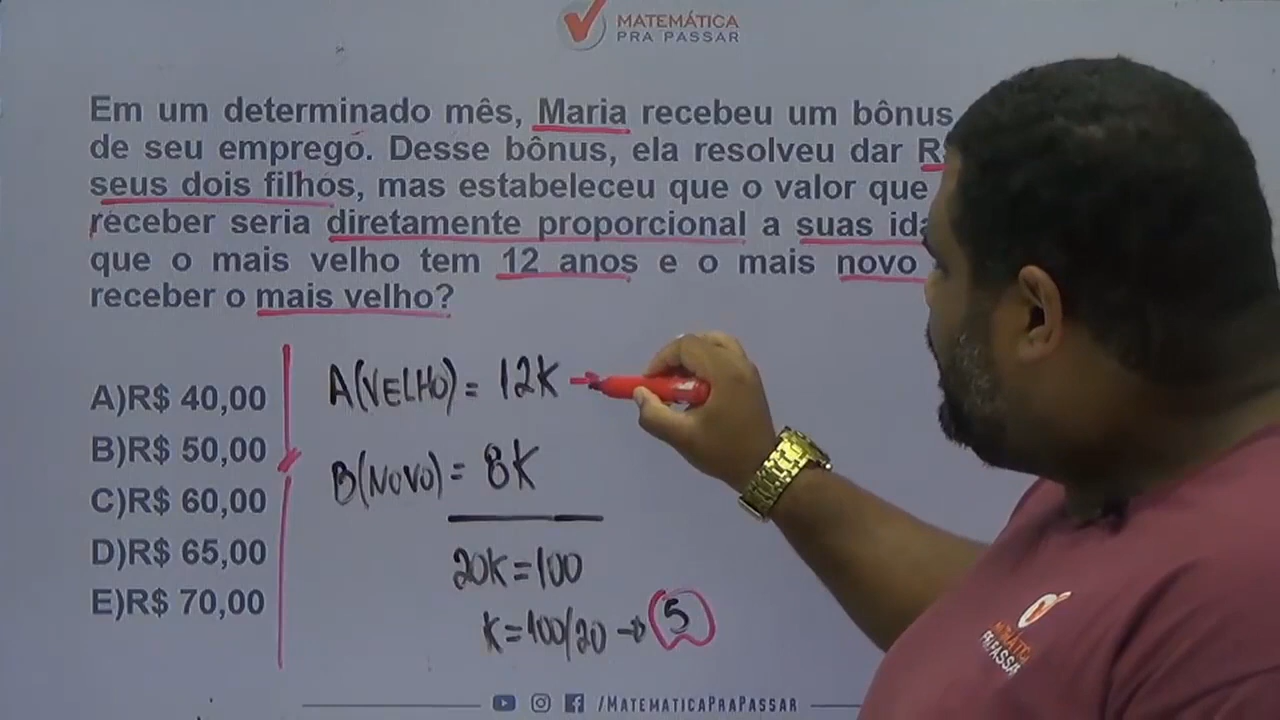 MATEMÁTICA
PRA PASSAR
Em um determinado mês, Maria recebeu um bônus
de seu emprego. Desse bônus, ela resolveu dar R$
seus dois filhos, mas estabeleceu que o valor que
receber seria diretamente proporcional a suas
que o mais velho tem 12 anos e o mais novo
receber o mais velho?
A)R$ 40,00
B)R$ 50,00
C)R$ 60,00
D)R$ 65,00
E)R$ 70,00
A(VELHO) = 12K
B(NOVO) = 8K
20K=100
K=100/20 → 5
MATEMÁTICA
PRA PASSAR
/MATEMATICAPRAPASSAR